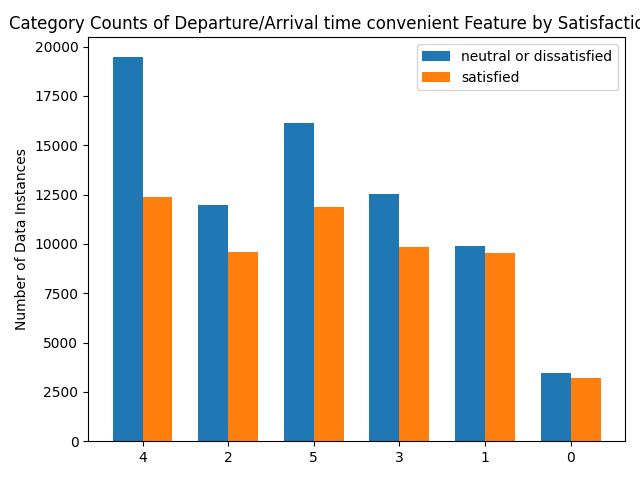 Category Counts of Departure/Arrival time convenient Feature by Satisfactio
20000
17500
15000
12500
10000
7500
5000
2500
0
Number of Data Instances
neutral or dissatisfied
satisfied
4 2 5 3 1 0